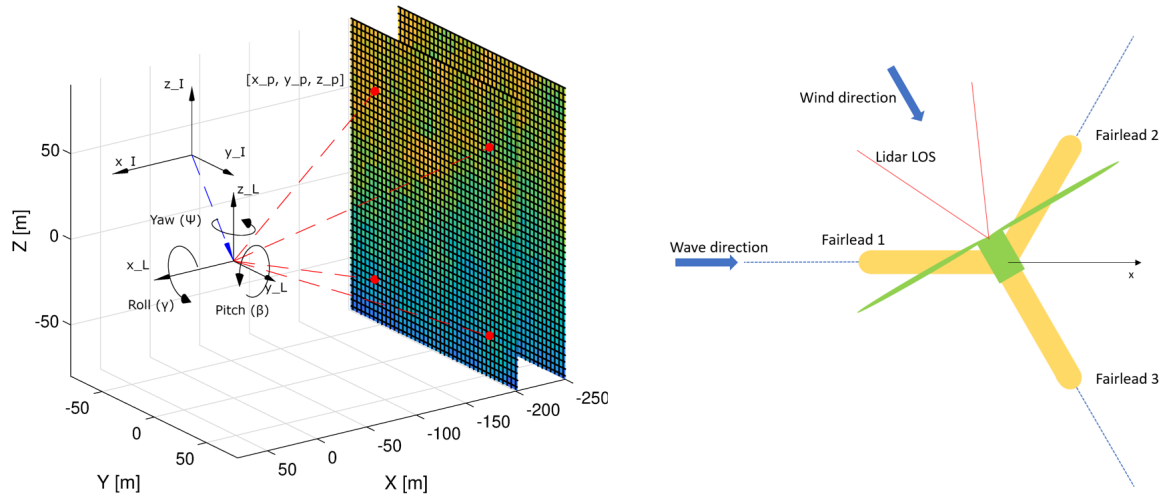 [x_p, y_p, z_p]
z_I
x_I
y_I
z_L
Yaw (Ψ)
x_L
y_L
Roll (γ)
Pitch (β)
Z [m]
50
0
-50
Y [m]
-50
0
50
X [m]
50
0
-50
-100
-150
-200
-250
Wind direction
Fairlead 2
Lidar LOS
Fairlead 1
Wave direction
x
Fairlead 3